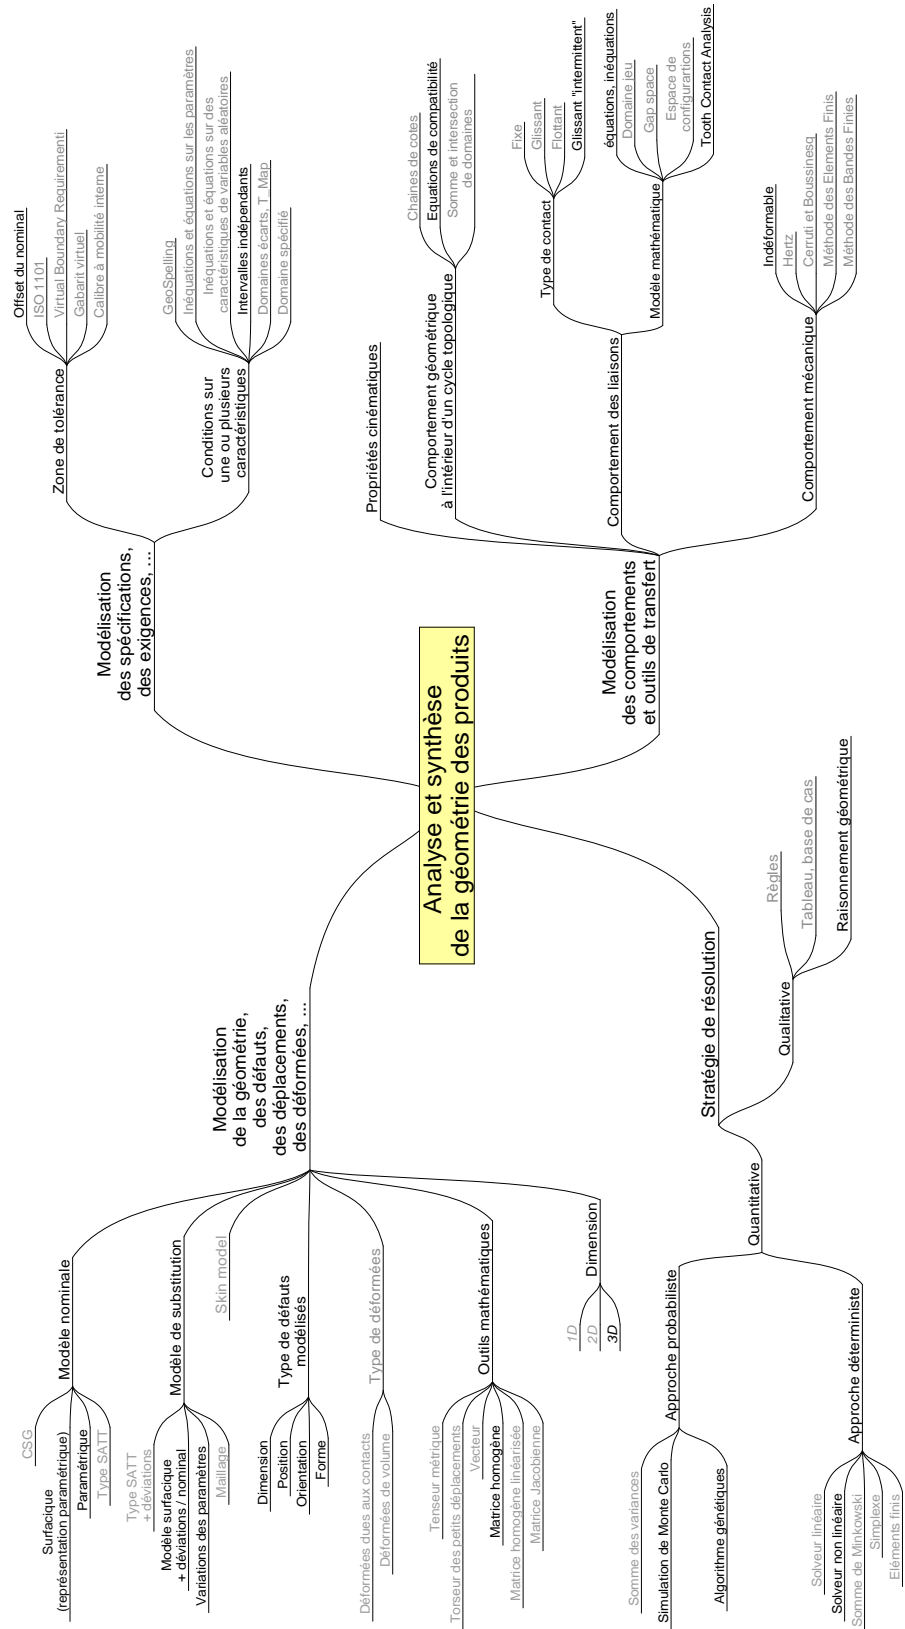 Analyse et synthèse
de la géométrie des produits
Modélisation
de la géométrie,
des défauts,
des déplacements,
des déformées, ...
Modèle nominale
CSG
Surfacique
(représentation paramétrique)
Paramétrique
Type SATT
Modèle de substitution
Type SATT
+ déviations
Modèle surfacique
+ déviations / nominal
Variations des paramètres
Maillage
Skin model
Type de défauts
modélisés
Dimension
Position
Orientation
Forme
Type de déformées
Déformées dues aux contacts
Déformées de volume
Outils mathématiques
Tenseur métrique
Torseur des petits déplacements
Vecteur
Matrice homogène
Matrice homogène linéarisée
Matrice Jacobienne
Dimension
1D
2D
3D
Modélisation
des spécifications,
des exigences, ...
Zone de tolérance
Offset du nominal
ISO 1101
Virtual Boundary Requirementi
Gabarit virtuel
Calibre à mobilité interne
Conditions sur
une ou plusieurs
caractéristiques
GeoSpelling
Inéquations et équations sur les paramètres
Inéquations et équations sur des
caractéristiques de variables aléatoires
Intervalles indépendants
Domaines écarts, T_Map
Domaine spécifié
Modélisation
des comportements
et outils de transfert
Propriétés cinématiques
Comportement géométrique
à l'intérieur d'un cycle topologique
Chaines de cotes
Equations de compatibilité
Somme et intersection
de domaines
Comportement des liaisons
Type de contact
Fixe
Glissant
Flottant
Glissant "intermittent"
Modèle mathématique
équations, inéquations
Domaine jeu
Gap space
Espace de
configurartions
Tooth Contact Analysis
Comportement mécanique
Indéformable
Hertz
Cerruti et Boussinesq
Méthode des Elements Finis
Méthode des Bandes Finies
Stratégie de résolution
Qualitative
Règles
Tableau, base de cas
Raisonnement géométrique
Quantitative
Approche probabiliste
Somme des variances
Simulation de Monte Carlo
Algorithme génétiques
Approche déterministe
Solveur linéaire
Solveur non linéaire
Somme de Minkowski
Simplexe
Eléments finis